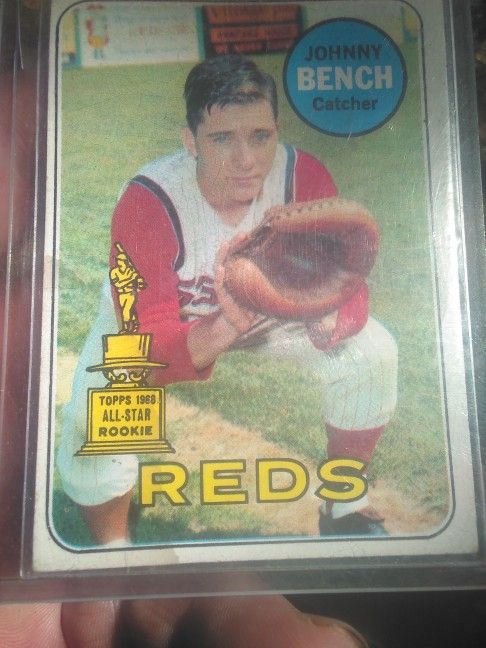 JOHNNY
BENCH
Catcher
TOPPS 1968
ALL-STAR
ROOKIE
REDS